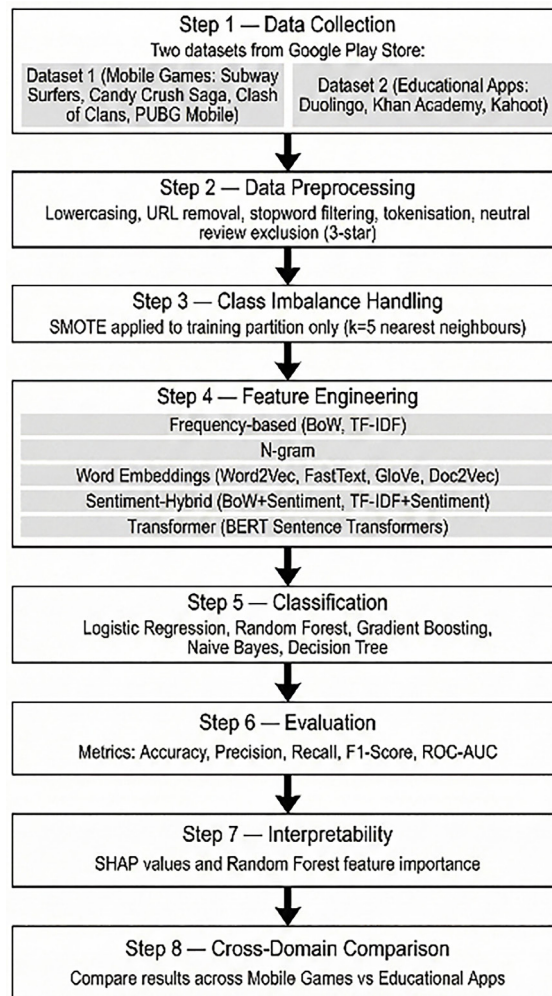 Step 1 — Data Collection
Two datasets from Google Play Store:
Dataset 1 (Mobile Games: Subway
Surfers, Candy Crush Saga, Clash
of Clans, PUBG Mobile)
Dataset 2 (Educational Apps:
Duolingo, Khan Academy, Kahoot)
Step 2 — Data Preprocessing
Lowercasing, URL removal, stopword filtering, tokenisation, neutral
review exclusion (3-star)
Step 3 — Class Imbalance Handling
SMOTE applied to training partition only (k=5 nearest neighbours)
Step 4 — Feature Engineering
Frequency-based (BoW, TF-IDF)
N-gram
Word Embeddings (Word2Vec, FastText, GloVe, Doc2Vec)
Sentiment-Hybrid (BoW+Sentiment, TF-IDF+Sentiment)
Transformer (BERT Sentence Transformers)
Step 5 — Classification
Logistic Regression, Random Forest, Gradient Boosting,
Naive Bayes, Decision Tree
Step 6 — Evaluation
Metrics: Accuracy, Precision, Recall, F1-Score, ROC-AUC
Step 7 — Interpretability
SHAP values and Random Forest feature importance
Step 8 — Cross-Domain Comparison
Compare results across Mobile Games vs Educational Apps